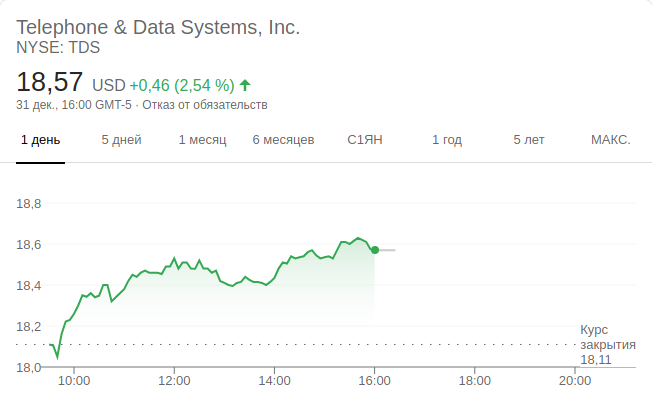 Telephone & Data Systems, Inc.
NYSE: TDS
18,57 USD +0,46 (2,54 %)
31 дек., 16:00 GMT-5 · Отказ от обязательств
1 день 5 дней 1 месяц 6 месяцев С1ЯН 1 год 5 лет МАКС.
18,8
18,6
18,4
18,2
18,0
Курс
закрытия
18,11
10:00 12:00 14:00 16:00 18:00 20:00